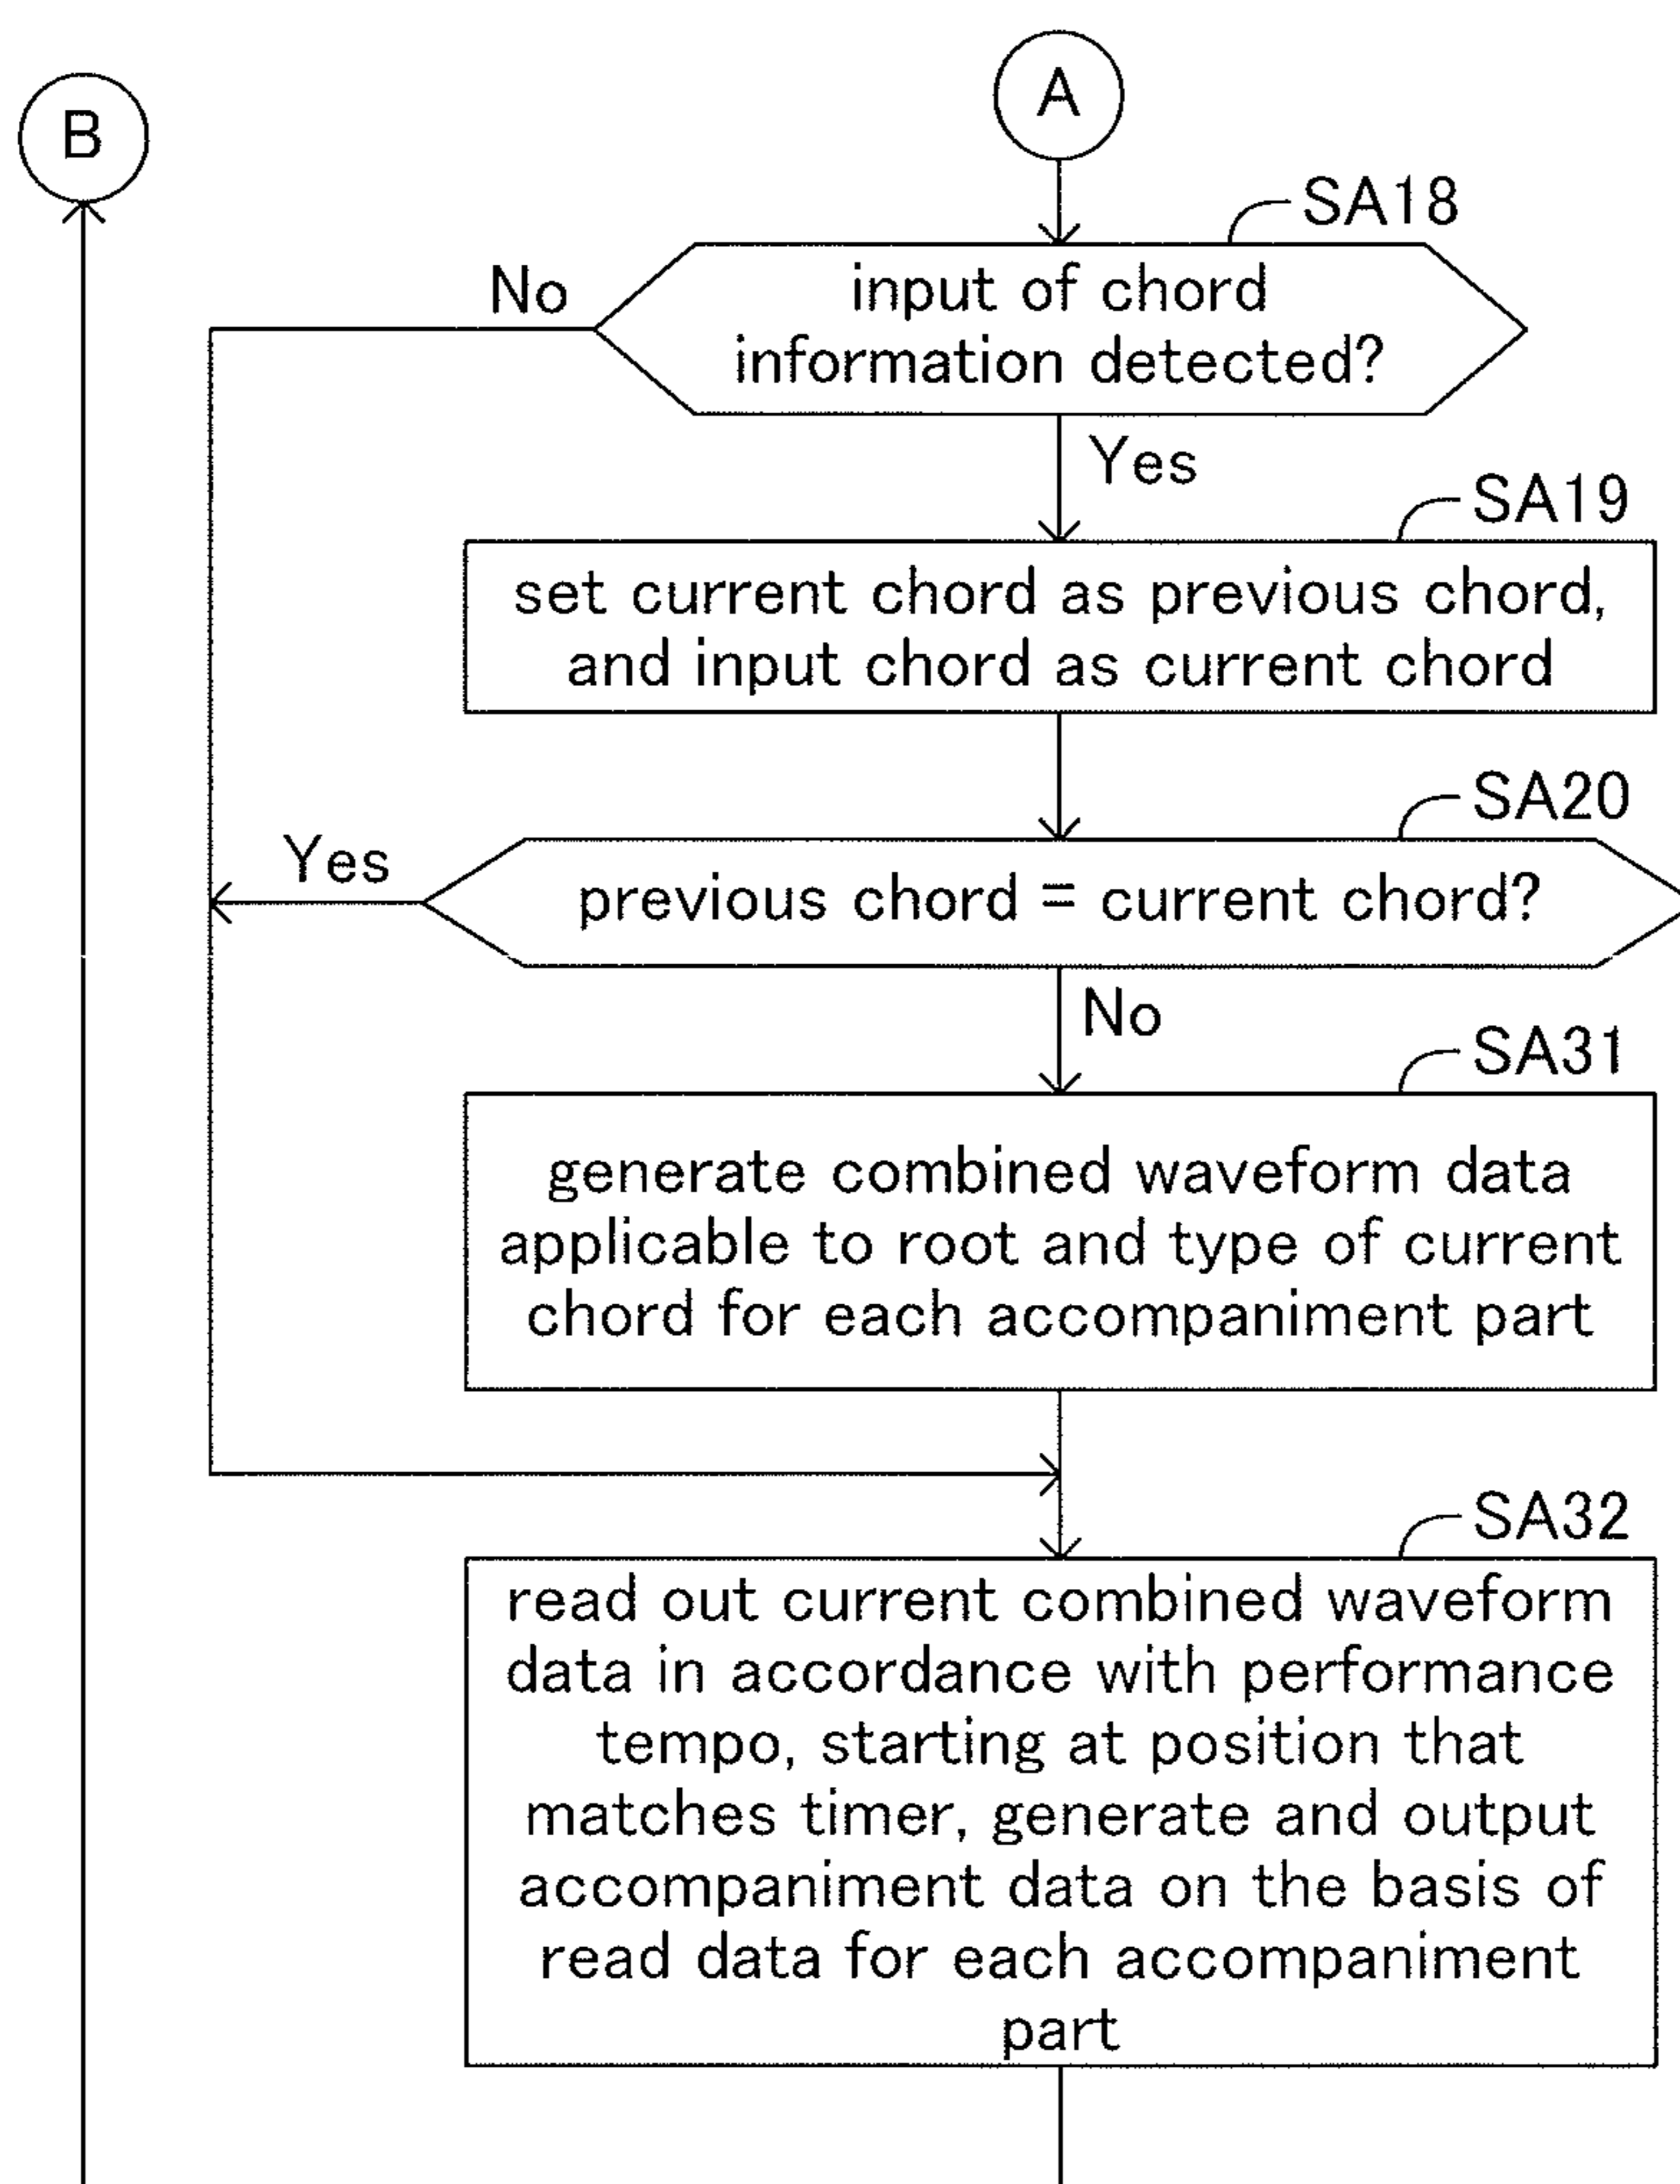 A
B
SA18
No
input of chord
information detected?
Yes
SA19
set current chord as previous chord,
and input chord as current chord
SA20
Yes
previous chord = current chord?
No
SA31
generate combined waveform data
applicable to root and type of current
chord for each accompaniment part
SA32
read out current combined waveform
data in accordance with performance
tempo, starting at position that
matches timer, generate and output
accompaniment data on the basis of
read data for each accompaniment
part